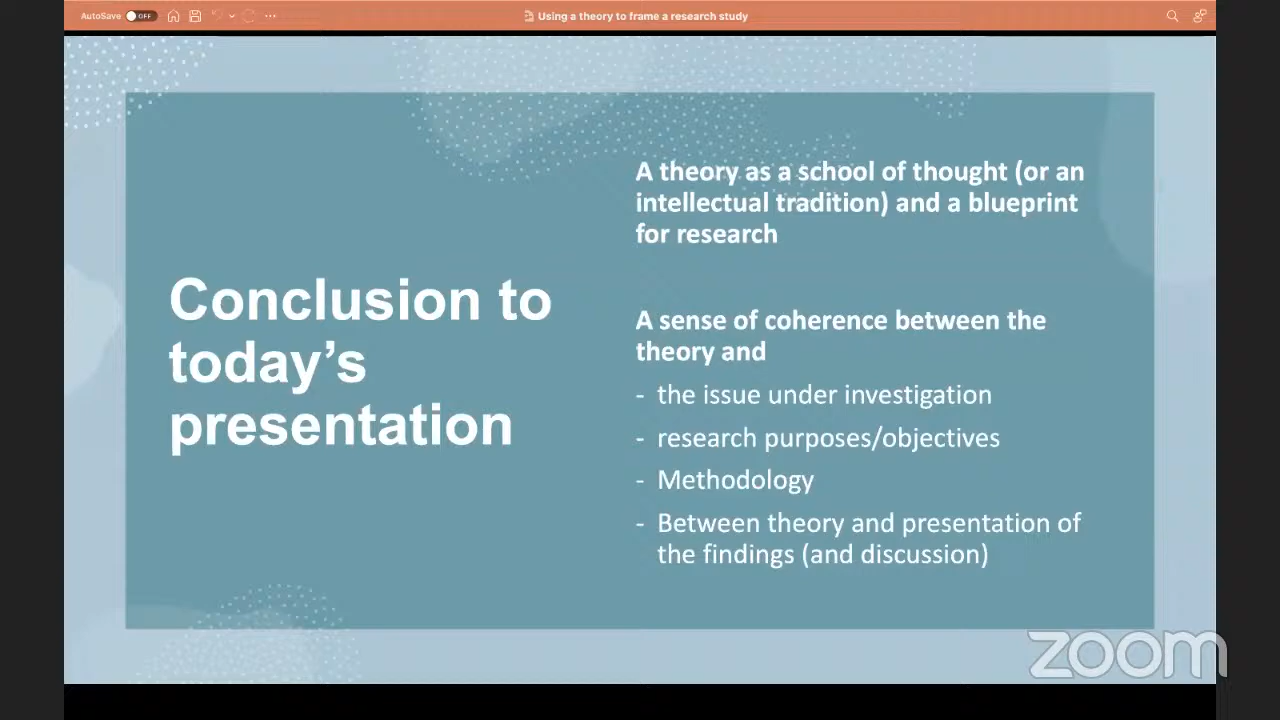 AutoSave OFF
Using a theory to frame a research study
Conclusion to
today’s
presentation
A theory as a school of thought (or an
intellectual tradition) and a blueprint
for research
A sense of coherence between the
theory and
- the issue under investigation
- research purposes/objectives
- Methodology
- Between theory and presentation of
the findings (and discussion)
zoom